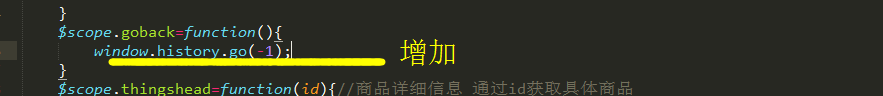 }
$scope.goback=function(){
window.history.go(-1); 增加
}
$scope.thingshead=function(id){//商品详细信息 通过id获取具体商品